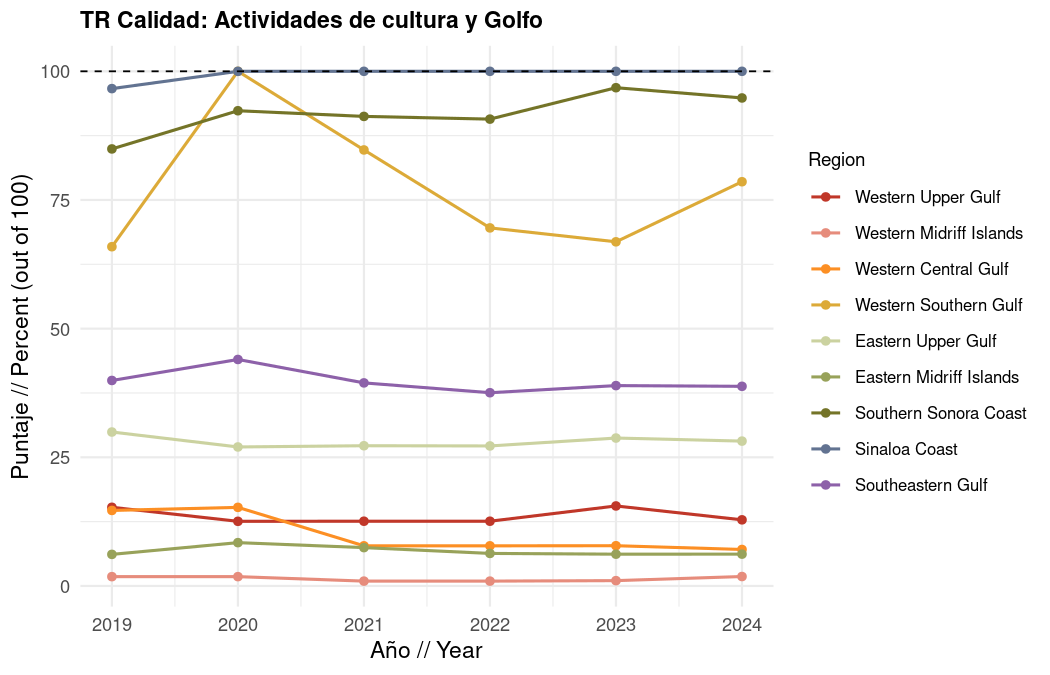 TR Calidad: Actividades de cultura y Golfo
Puntaje // Percent (out of 100)
100
75
50
25
0
2019 2020 2021 2022 2023 2024
Año // Year
Region
Western Upper Gulf
Western Midriff Islands
Western Central Gulf
Western Southern Gulf
Eastern Upper Gulf
Eastern Midriff Islands
Southern Sonora Coast
Sinaloa Coast
Southeastern Gulf